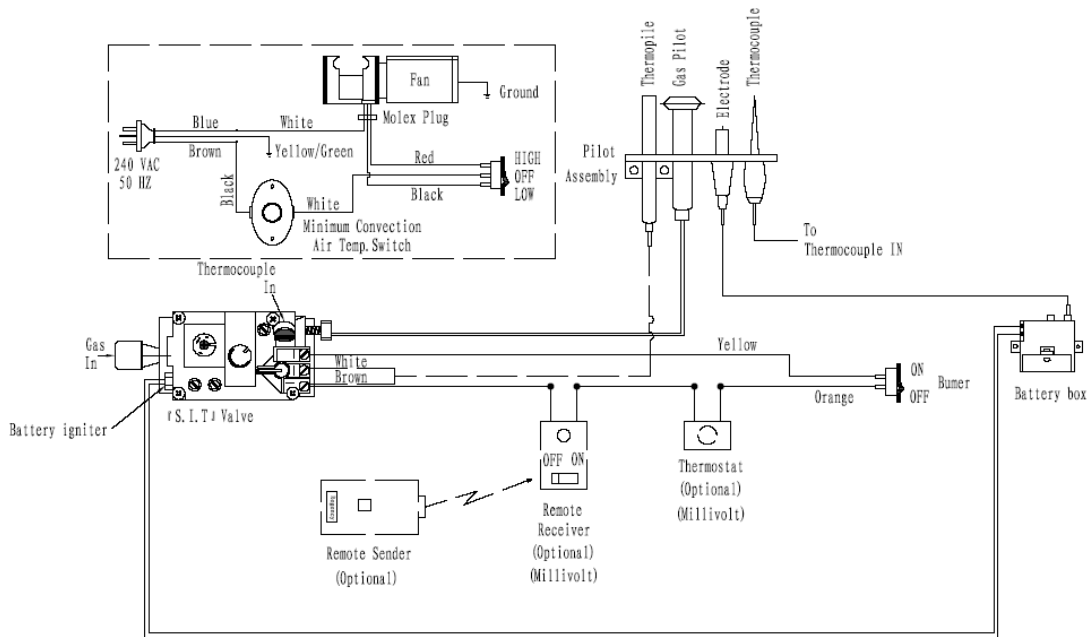 Thermopile
Gas Pilot
Electrode
Thermocouple
Fan
Ground
Molex Plug
Blue
White
Brown
Yellow/Green
240 VAC
50 HZ
Red
HIGH
OFF
LOW
Black
Black
White
Minimum Convection
Air Temp. Switch
Pilot
Assembly
To
Thermocouple IN
Thermocouple
In
Gas
In
Yellow
White
Brown
Orange
ON
OFF
Bumer
Battery box
『S.I.T』Valve
Battery igniter
OFF ON
Thermostat
(Optional)
(Millivolt)
Regency
Remote
Receiver
(Optional)
(Millivolt)
Remote Sender
(Optional)